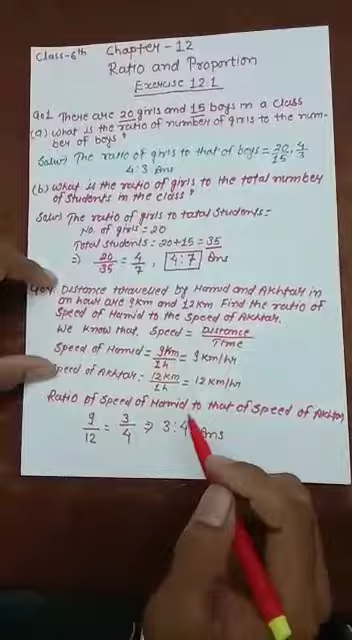 Class-6th Chapter-12
Ratio and Proportion
Exercise 12.1
Q01. There are 20 girls and 15 boys in a class
(a) What is the ratio of number of girls to the num-
ber of boys?
Solun) The ratio of girls to that of boys = 20/15, 4/3
4:3 Ans
(b) What is the ratio of girls to the total number
of students in the class?
Solun) The ratio of girls to total students=
No. of girls = 20
Total students = 20+15 = 35
⇒) 20/35 = 4/7, 4:7 Ans
Distance travelled by Hamid and Akhtar in
an hour are 9km and 12km. Find the ratio of
Speed of Hamid to the Speed of Akhtar.
We know that, Speed = Distance/Time
Speed of Hamid = 9km/1h = 9 km/hr
Speed of Akhtar = 12km/1h = 12 km/hr
Ratio of Speed of Hamid to that of Speed of Akhtar
9/12 = 3/4 ⇒ 3:4 Ans